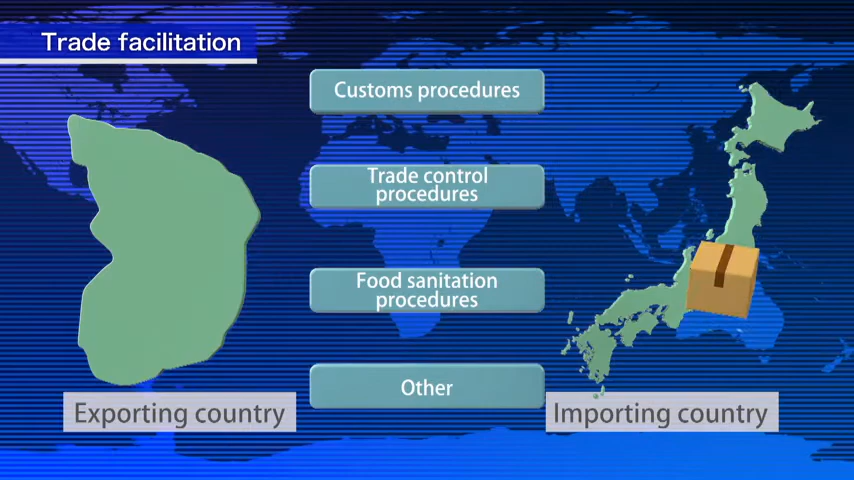 Trade facilitation
Customs procedures
Trade control
procedures
Food sanitation
procedures
Other
Exporting country
Importing country